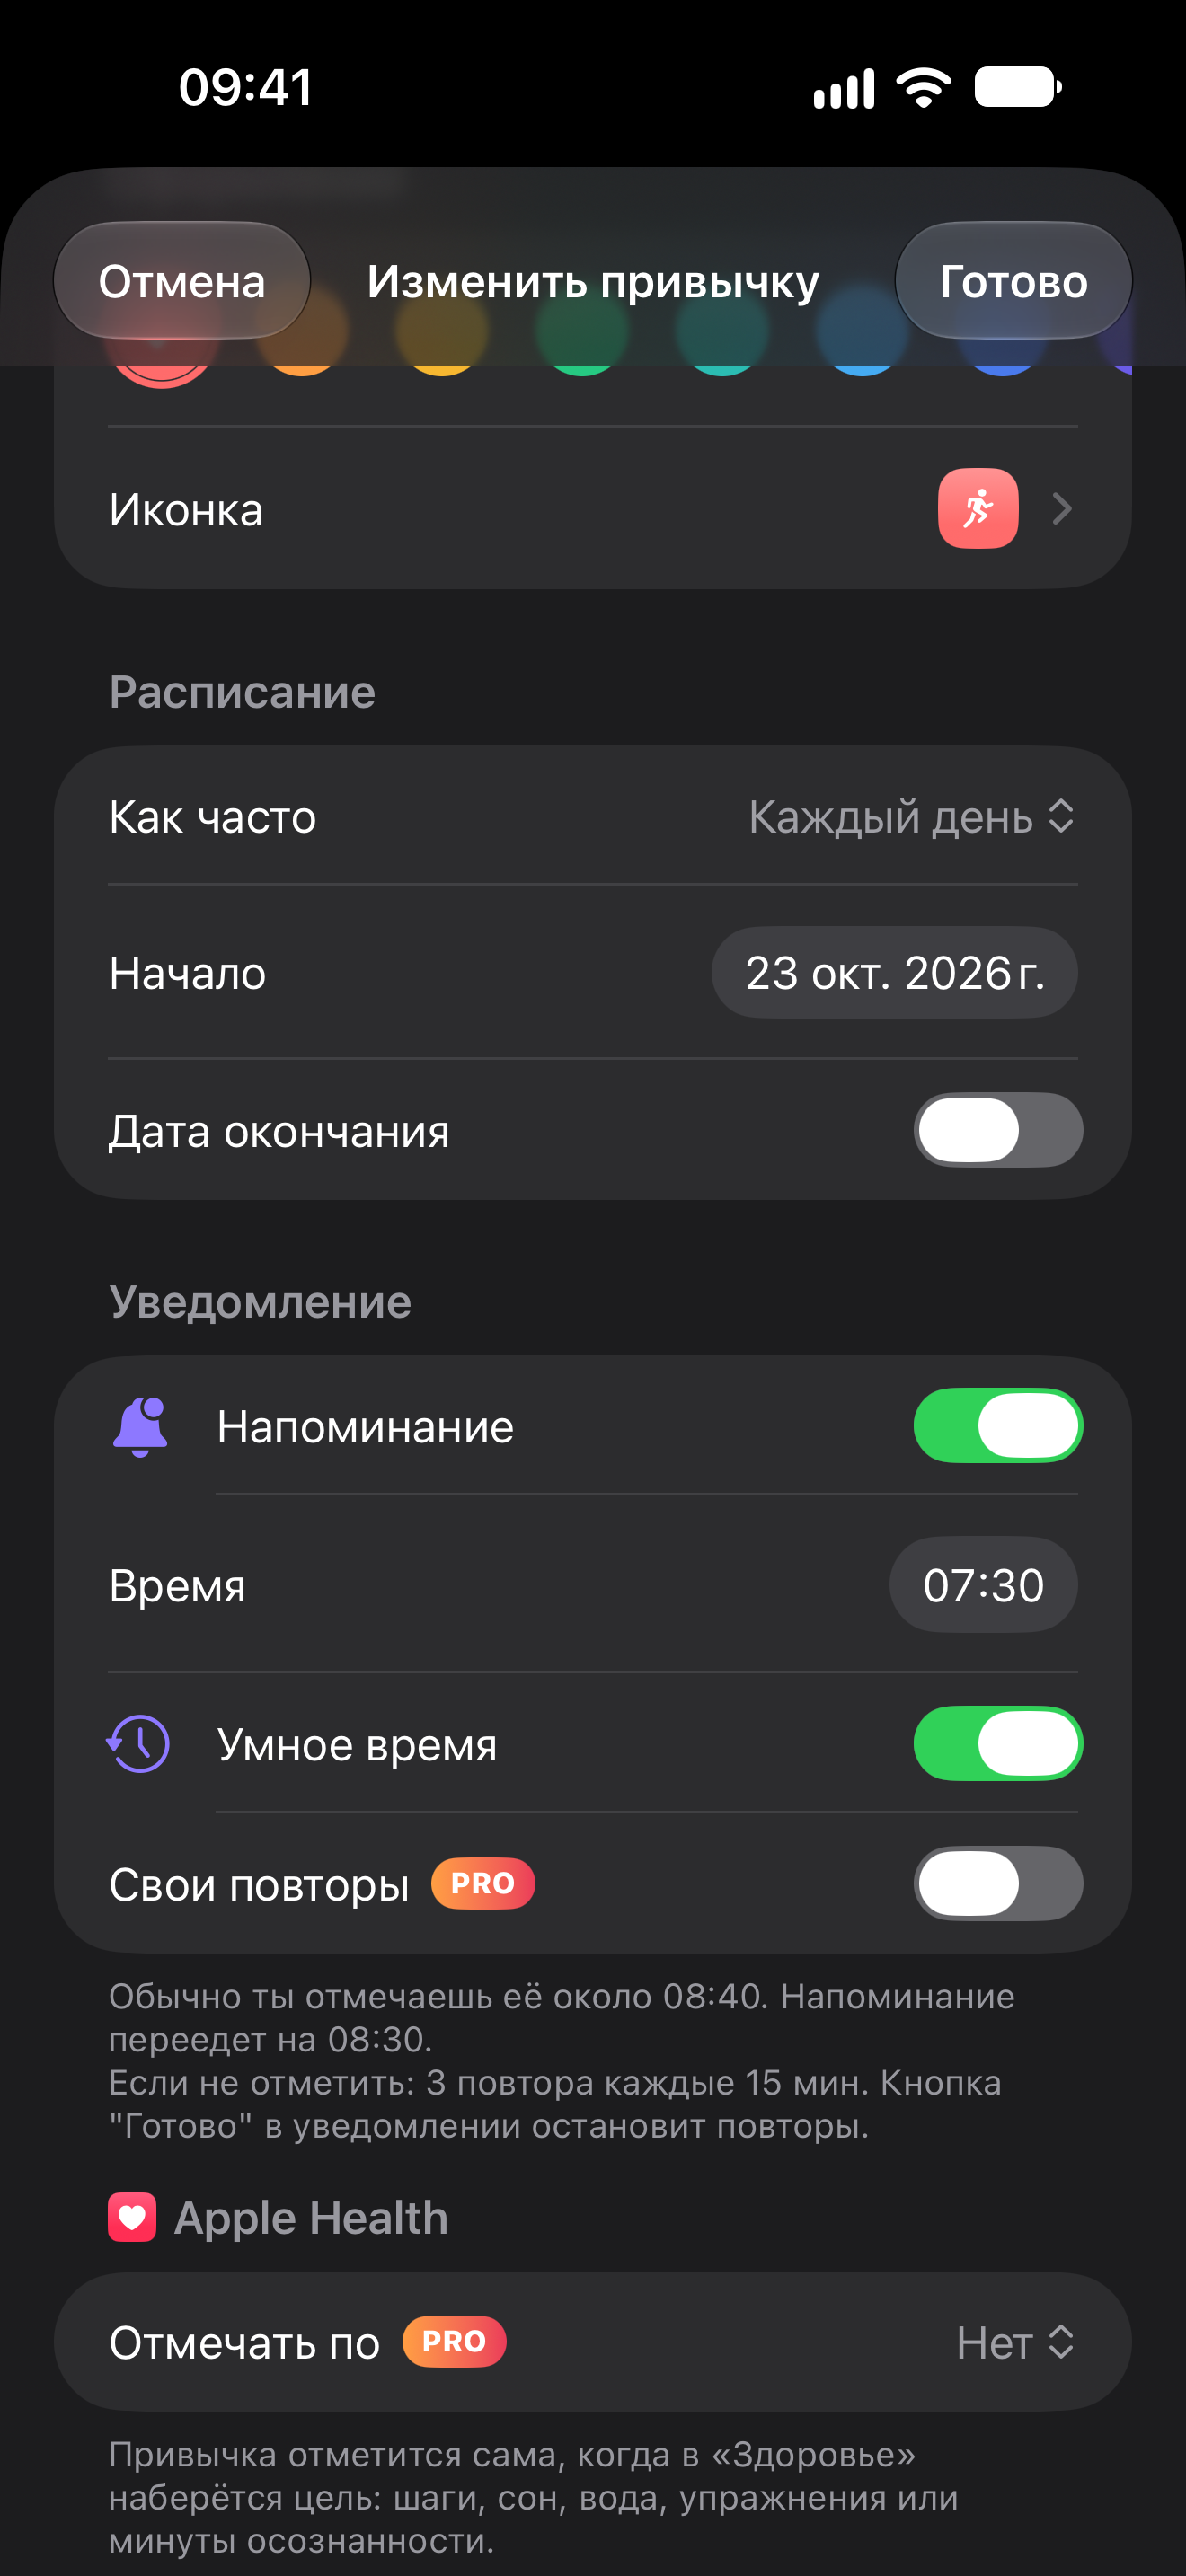 09:41
Отмена
Изменить привычку
Готово
Иконка
Расписание
Как часто
Каждый день
Начало
23 окт. 2026 г.
Дата окончания
Уведомление
Напоминание
Время
07:30
Умное время
Свои повторы PRO
Обычно ты отмечаешь её около 08:40. Напоминание
переедет на 08:30.
Если не отметить: 3 повтора каждые 15 мин. Кнопка
"Готово" в уведомлении остановит повторы.
Apple Health
Отмечать по PRO
Нет
Привычка отметится сама, когда в «Здоровье»
наберётся цель: шаги, сон, вода, упражнения или
минуты осознанности.